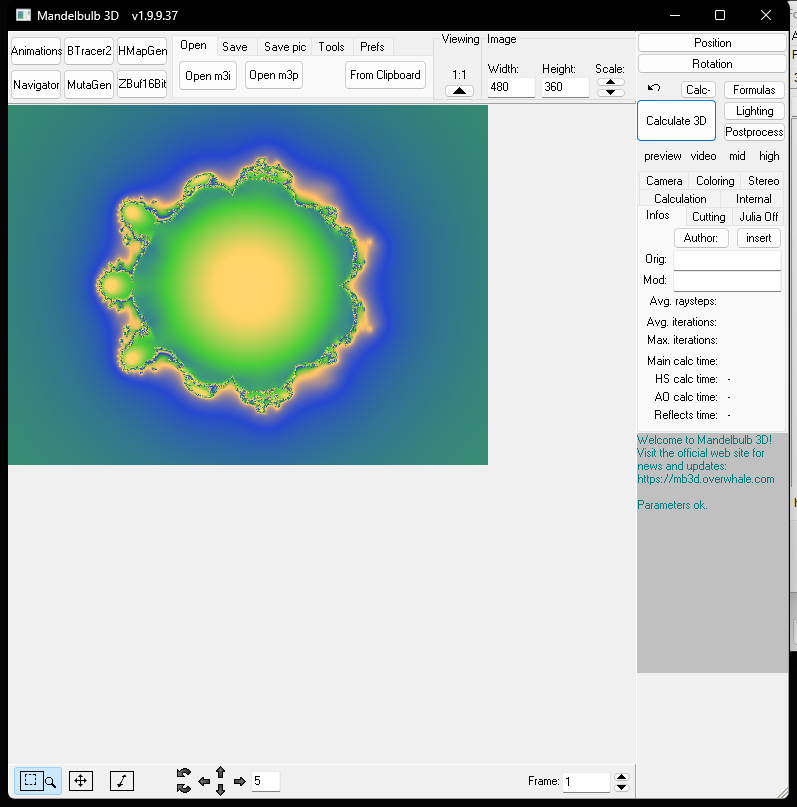 Mandelbulb 3D v1.9.9.37
Animations BTracer2 HMapGen
Navigator MutaGen ZBuf16Bit
Open Save Save pic Tools Prefs
Open m3i Open m3p From Clipboard
Viewing
1:1
Image
Width: Height: Scale:
480 360
Position
Rotation
Calc- Formulas
Calculate 3D Lighting
Postprocess
preview video mid high
Camera Coloring Stereo
Calculation Internal
Infos Cutting Julia Off
Author: insert
Orig:
Mod:
Avg. raysteps:
Avg. iterations:
Max. iterations:
Main calc time:
HS calc time: -
AO calc time: -
Reflects time: -
Welcome to Mandelbulb 3D!
Visit the official web site for
news and updates:
https://mb3d.overwhale.com
Parameters ok.
5
Frame: 1